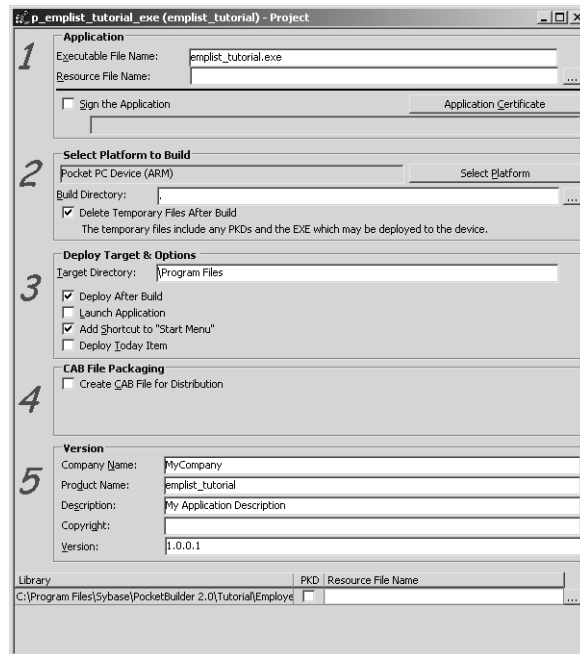 p_emplist_tutorial_exe (emplist_tutorial) - Project
1
Application
Executable File Name: emplist_tutorial.exe
Resource File Name: ...
Sign the Application Application Certificate
2
Select Platform to Build
Pocket PC Device (ARM) Select Platform
Build Directory: . ...
Delete Temporary Files After Build
The temporary files include any PKDs and the EXE which may be deployed to the device.
3
Deploy Target & Options
Target Directory: \Program Files
Deploy After Build
Launch Application
Add Shortcut to "Start Menu"
Deploy Today Item
4
CAB File Packaging
Create CAB File for Distribution
5
Version
Company Name: MyCompany
Product Name: emplist_tutorial
Description: My Application Description
Copyright:
Version: 1.0.0.1
Library PKD Resource File Name
C:\Program Files\Sybase\PocketBuilder 2.0\Tutorial\Employe ...